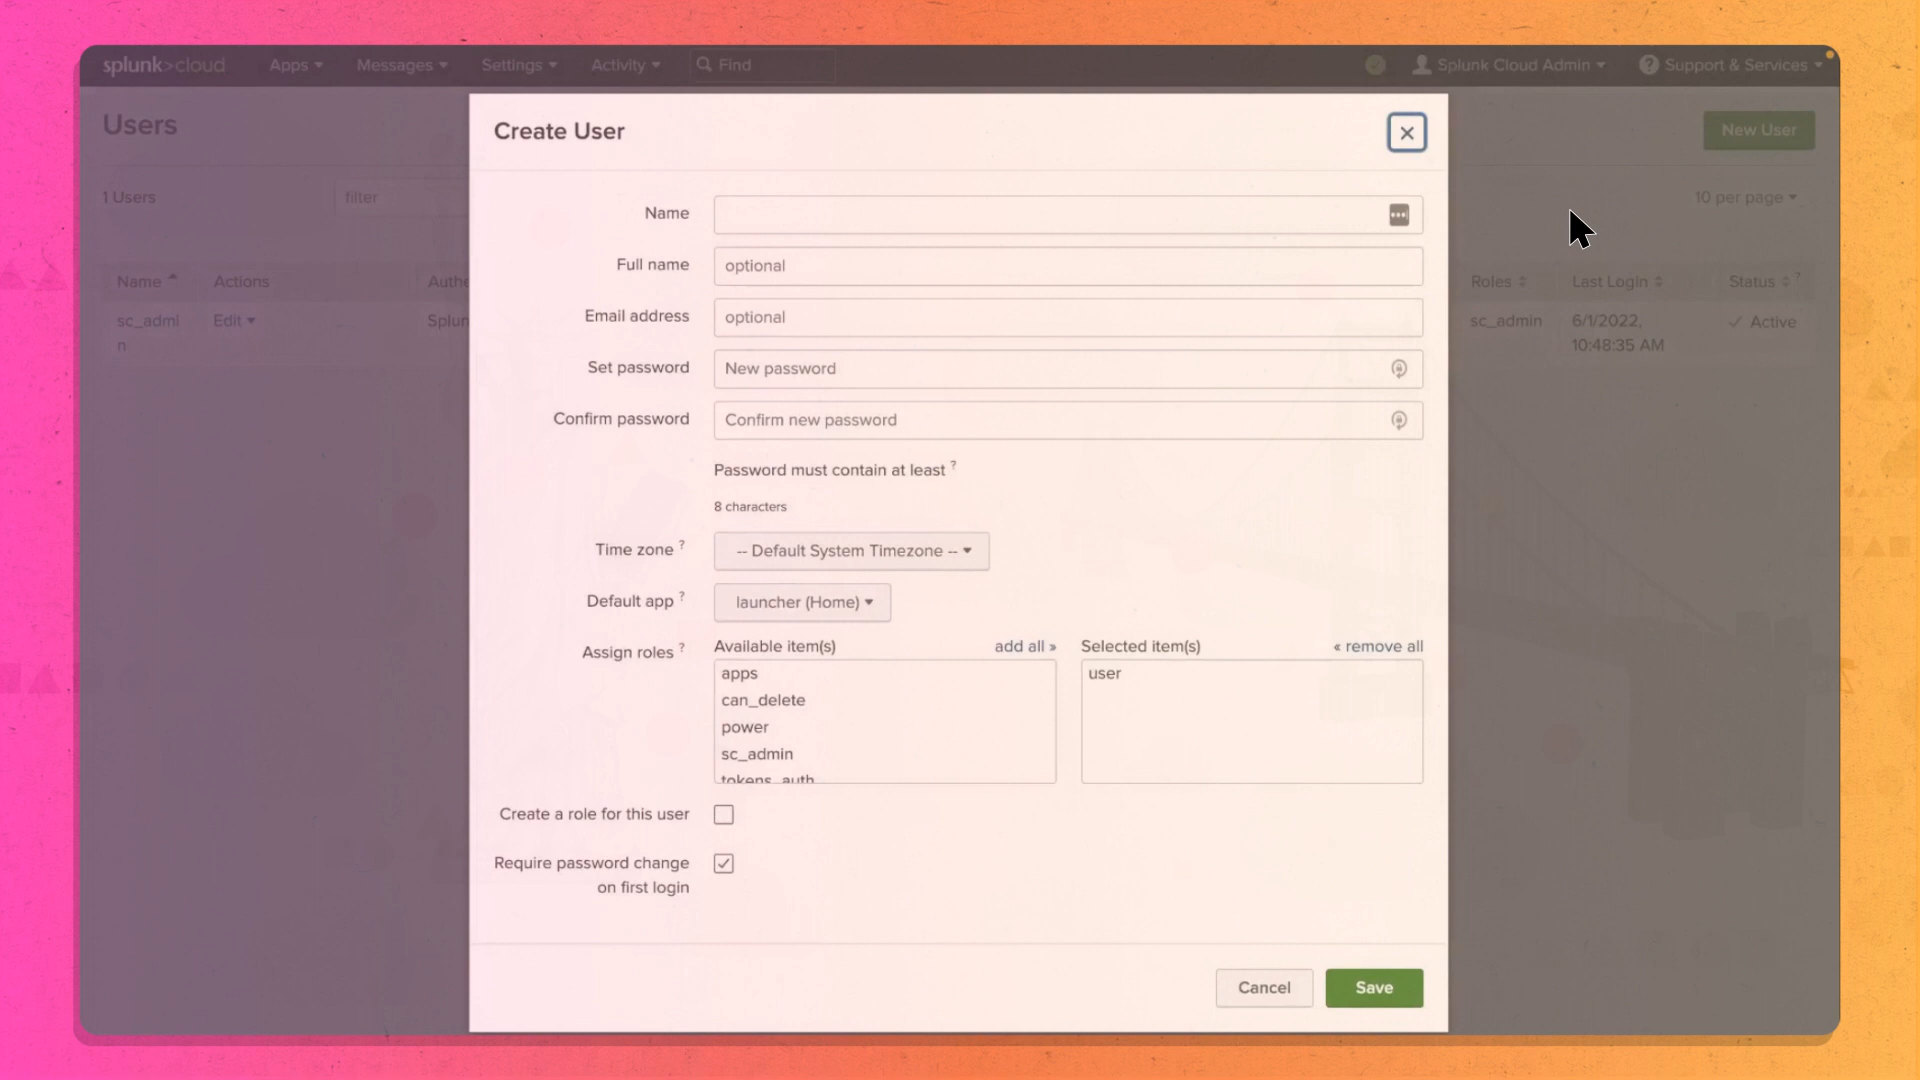 splunk>cloud Apps Messages Settings Activity Find Splunk Cloud Admin Support & Services
Users
New User
1 Users
filter
10 per page
Name Actions Authe
Roles Last Login Status ?
sc_admi
n
Edit
Splun
sc_admin
6/1/2022,
10:48:35 AM
Active
Create User
Name
Full name optional
Email address optional
Set password New password
Confirm password Confirm new password
Password must contain at least ?
8 characters
Time zone ? -- Default System Timezone --
Default app ? launcher (Home)
Assign roles ?
Available item(s) add all »
apps
can_delete
power
sc_admin
tokens_auth
Selected item(s) « remove all
user
Create a role for this user
Require password change
on first login
Cancel Save